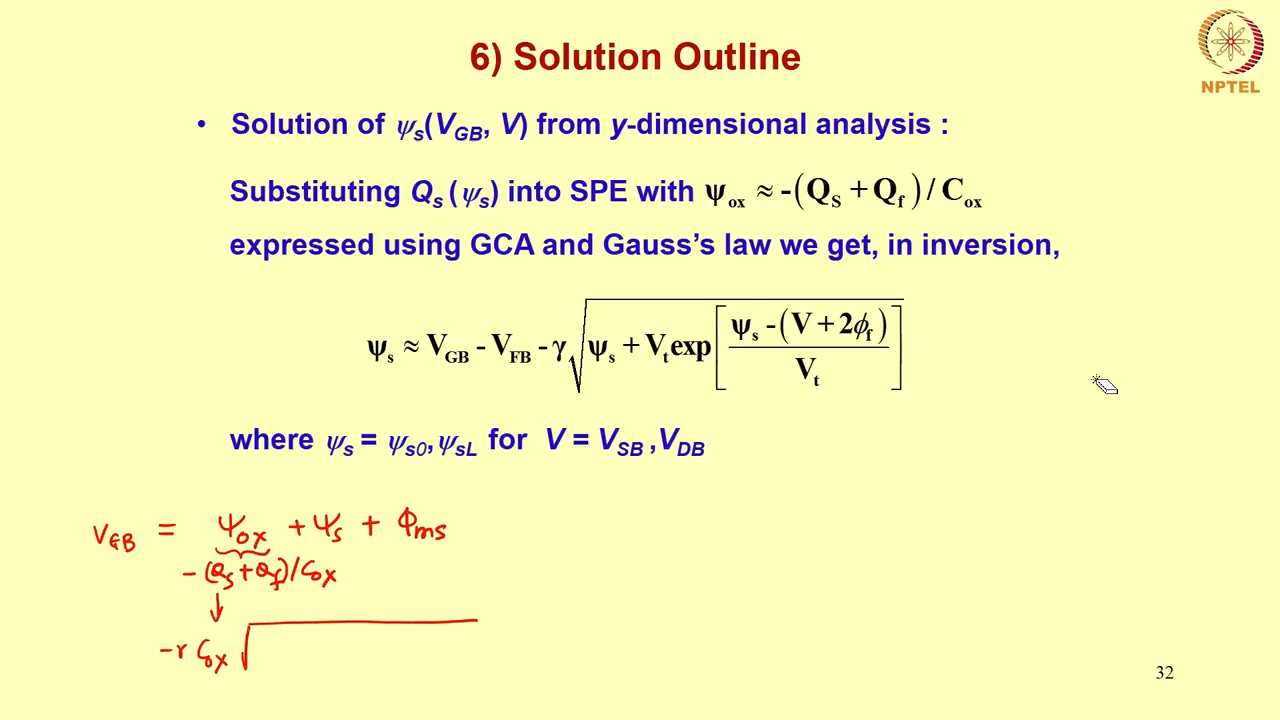 6) Solution Outline
NPTEL
• Solution of ψs(VGB, V) from y-dimensional analysis :
Substituting Qs (ψs) into SPE with ψox ≈ -(QS + Qf) / Cox
expressed using GCA and Gauss's law we get, in inversion,
ψs ≈ VGB - VFB - γ√(ψs + Vt exp[(ψs - (V + 2ϕf)) / Vt])
where ψs = ψs0, ψsL for V = VSB ,VDB
VGB = ψox + ψs + Φms
- (Qs + Qf)/Cox
↓
-γ Cox √
32